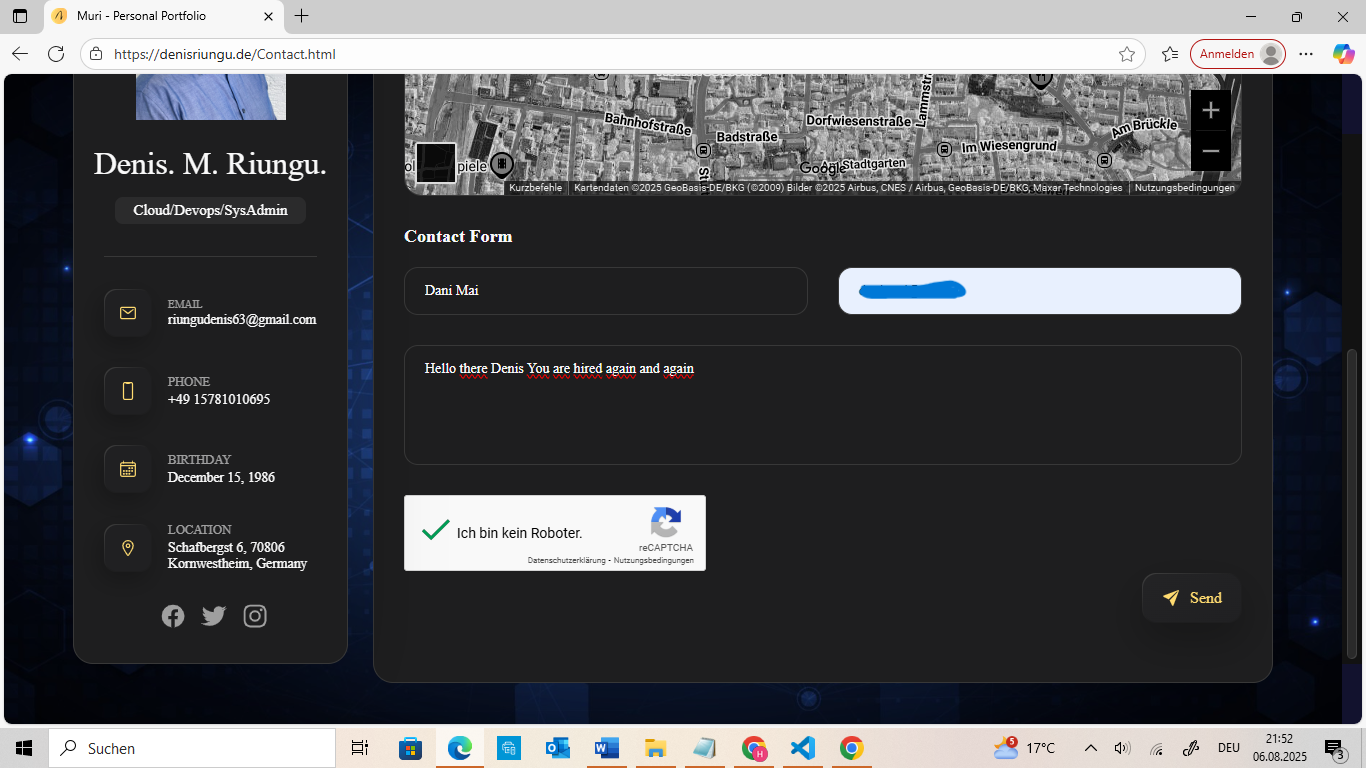 Muri - Personal Portfolio
https://denisriungu.de/Contact.html
Anmelden
Denis. M. Riungu.
Cloud/Devops/SysAdmin
EMAIL
riungudenis63@gmail.com
PHONE
+49 15781010695
BIRTHDAY
December 15, 1986
LOCATION
Schafbergst 6, 70806
Kornwestheim, Germany
Bahnhofstraße
Badstraße
Dorfwiesenstraße
Im Wiesengrund
Am Brückle
Am Stadtgarten
piele
Google
Kurzbefehle
Kartendaten ©2025 GeoBasis-DE/BKG (©2009) Bilder ©2025 Airbus, CNES / Airbus, GeoBasis-DE/BKG, Maxar Technologies
Nutzungsbedingungen
Contact Form
Dani Mai
Hello there Denis You are hired again and again
Ich bin kein Roboter.
reCAPTCHA
Datenschutzerklärung - Nutzungsbedingungen
Send
Suchen
5
17°C
DEU
21:52
06.08.2025
3